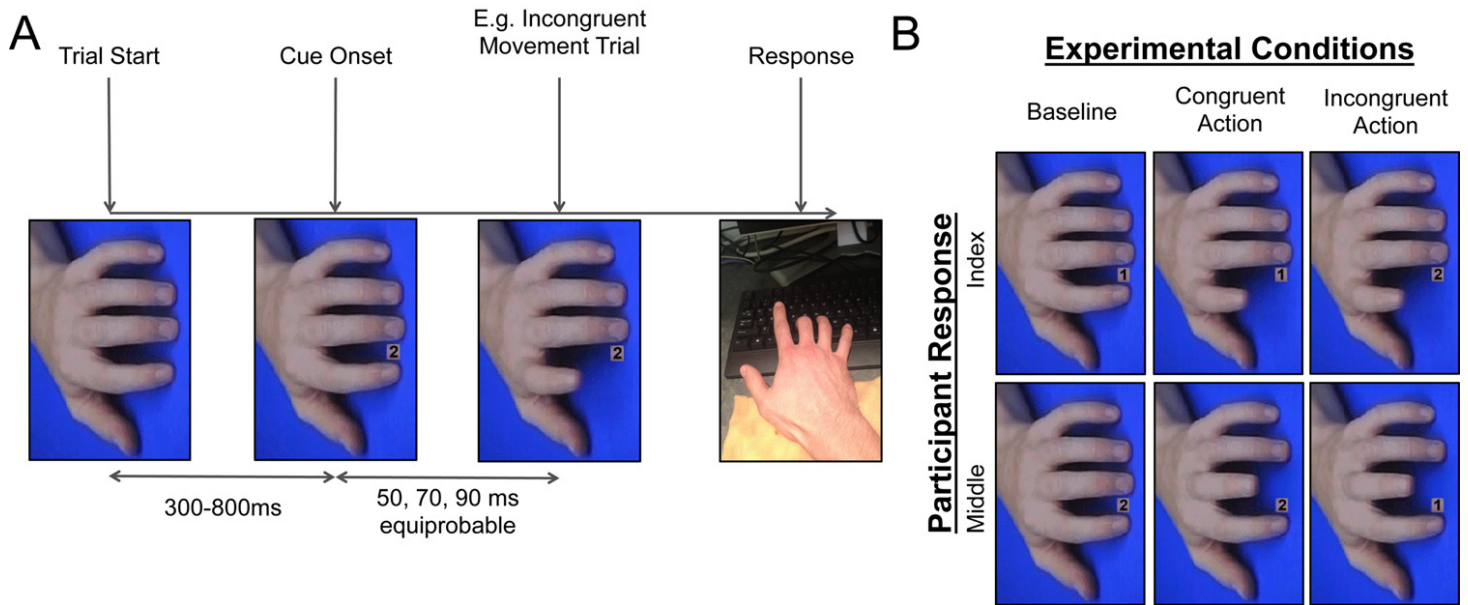 A
Trial Start
Cue Onset
E.g. Incongruent
Movement Trial
Response
2
2
300-800ms
50, 70, 90 ms
equiprobable
B
Experimental Conditions
Baseline
Congruent
Action
Incongruent
Action
Participant Response
Index
1
1
2
Middle
2
2
1